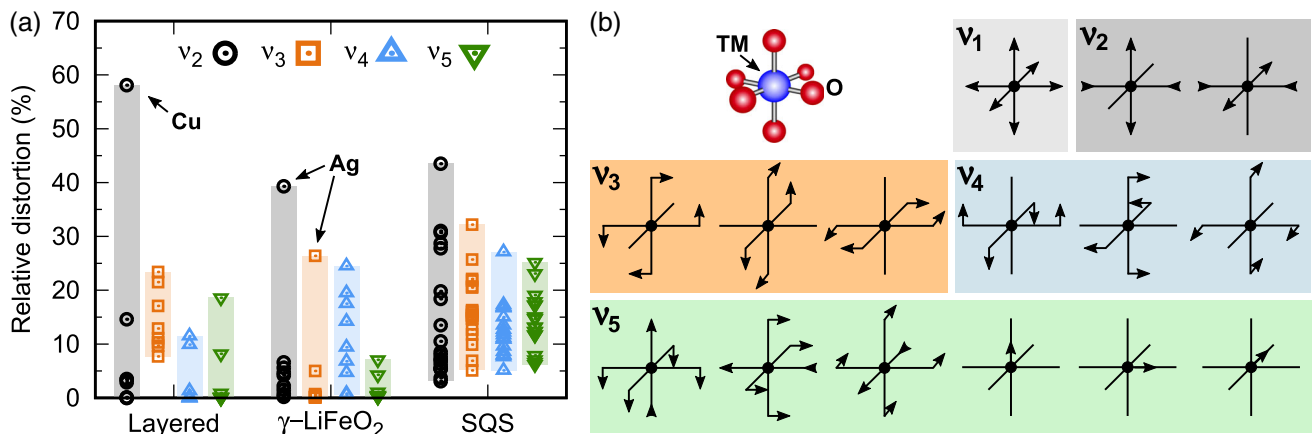 (a)
70
60
50
40
30
20
10
0
Relative distortion (%)
ν2 ν3 ν4 ν5
Cu
Ag
Layered γ−LiFeO2 SQS
(b)
TM
O
ν1
ν2
ν3
ν4
ν5